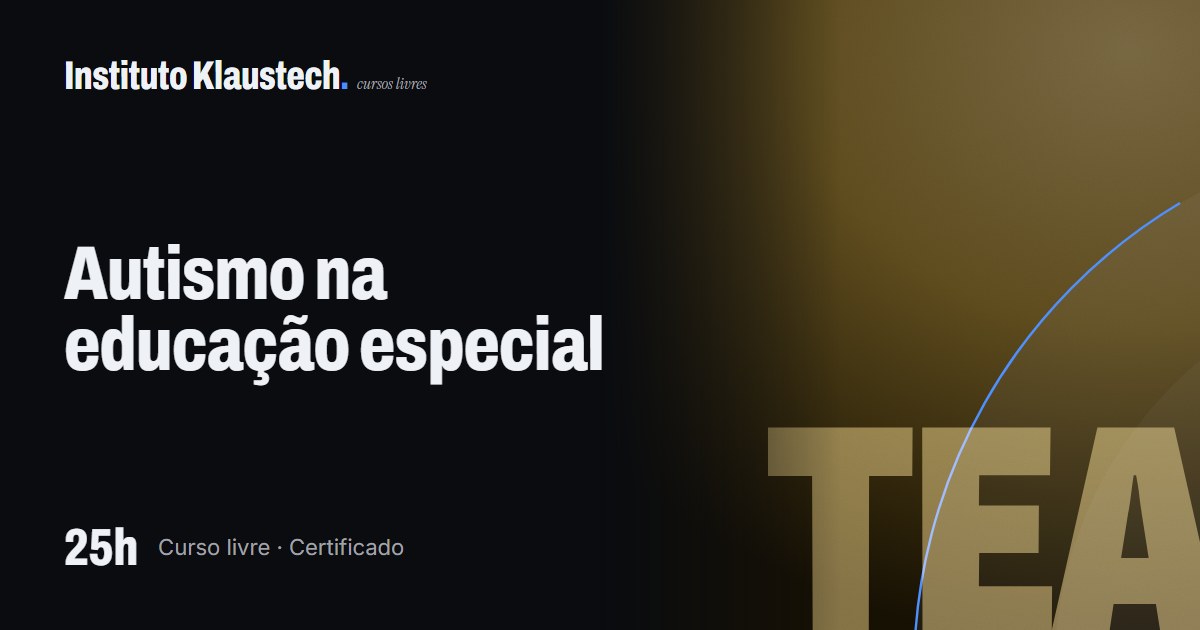 Instituto Klaustech. cursos livres
Autismo na
educação especial
25h Curso livre · Certificado
TEA